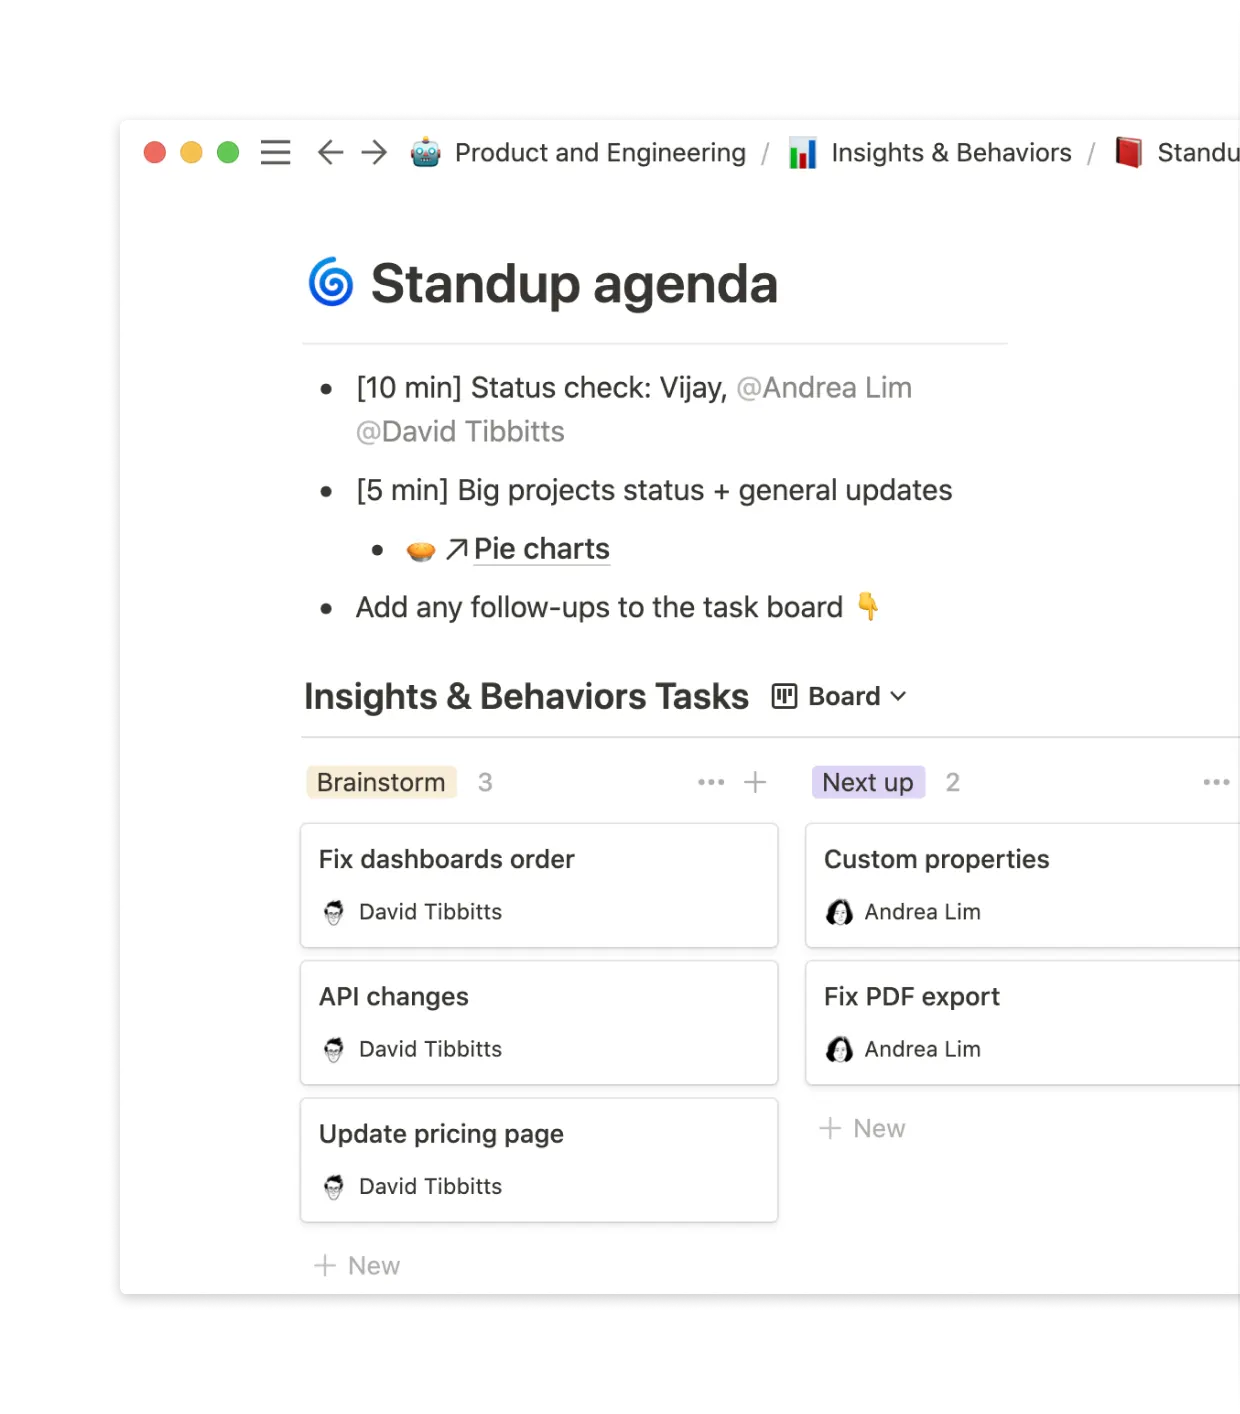 Product and Engineering / Insights & Behaviors / Standu
Standup agenda
[10 min] Status check: Vijay, @Andrea Lim
@David Tibbitts
[5 min] Big projects status + general updates
Pie charts
Add any follow-ups to the task board
Insights & Behaviors Tasks Board
Brainstorm 3
Next up 2
Fix dashboards order
David Tibbitts
Custom properties
Andrea Lim
API changes
David Tibbitts
Fix PDF export
Andrea Lim
Update pricing page
David Tibbitts
New
New